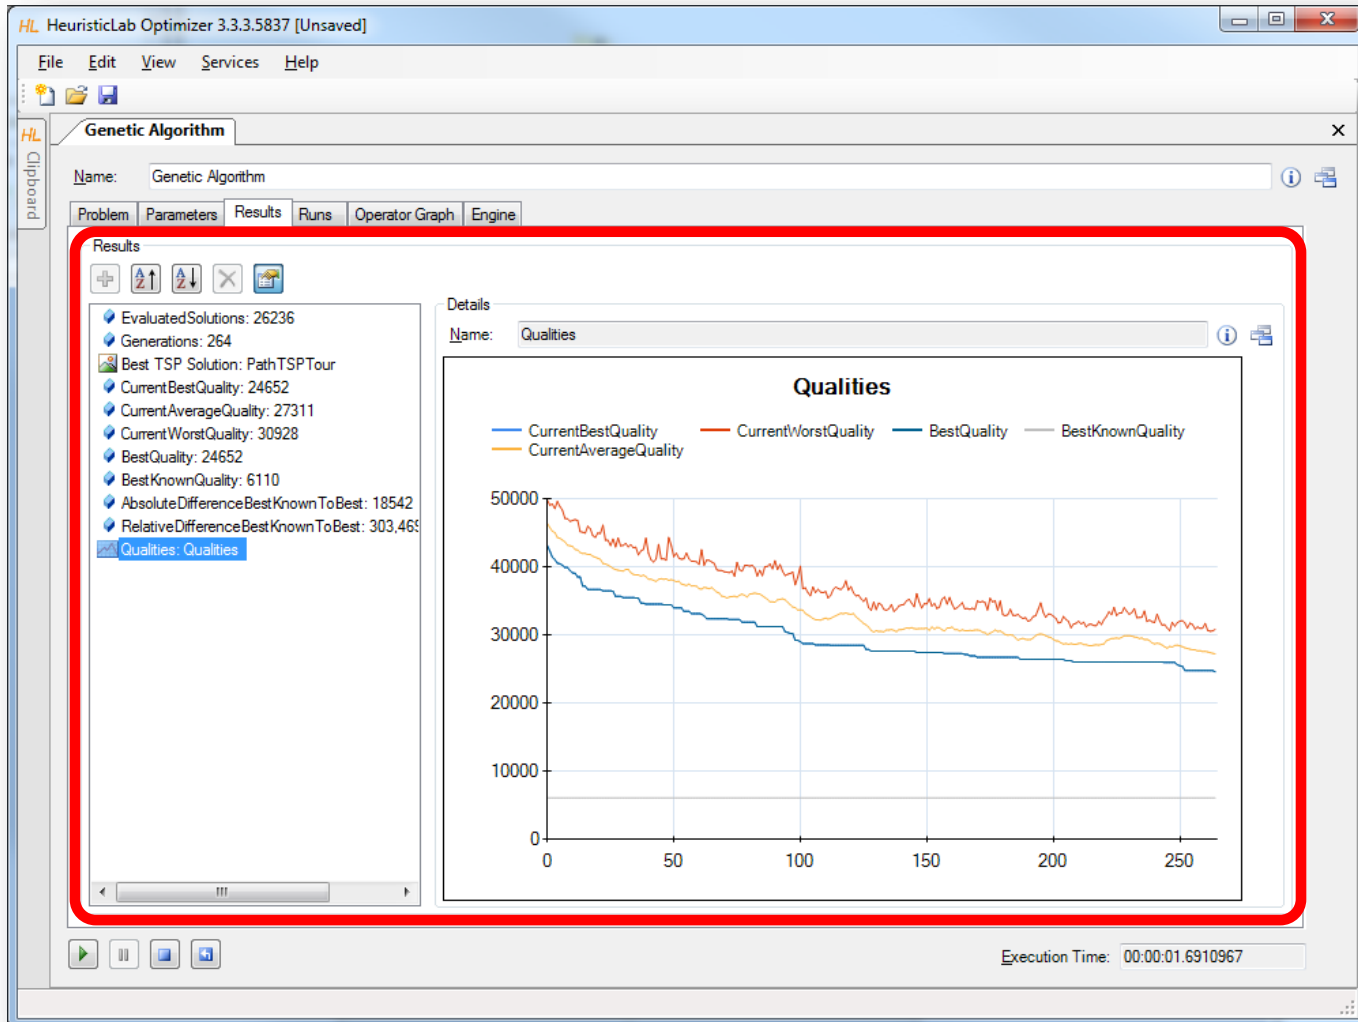 HL HeuristicLab Optimizer 3.3.3.5837 [Unsaved]
File Edit View Services Help
HL Clipboard
Genetic Algorithm
Name: Genetic Algorithm
Problem Parameters Results Runs Operator Graph Engine
Results
EvaluatedSolutions: 26236
Generations: 264
Best TSP Solution: PathTSPTour
CurrentBestQuality: 24652
CurrentAverageQuality: 27311
CurrentWorstQuality: 30928
BestQuality: 24652
BestKnownQuality: 6110
AbsoluteDifferenceBestKnownToBest: 18542
RelativeDifferenceBestKnownToBest: 303,46
Qualities: Qualities
Details
Name: Qualities
Qualities
CurrentBestQuality CurrentWorstQuality BestQuality BestKnownQuality
CurrentAverageQuality
50000
40000
30000
20000
10000
0
0 50 100 150 200 250
Execution Time: 00:00:01.6910967